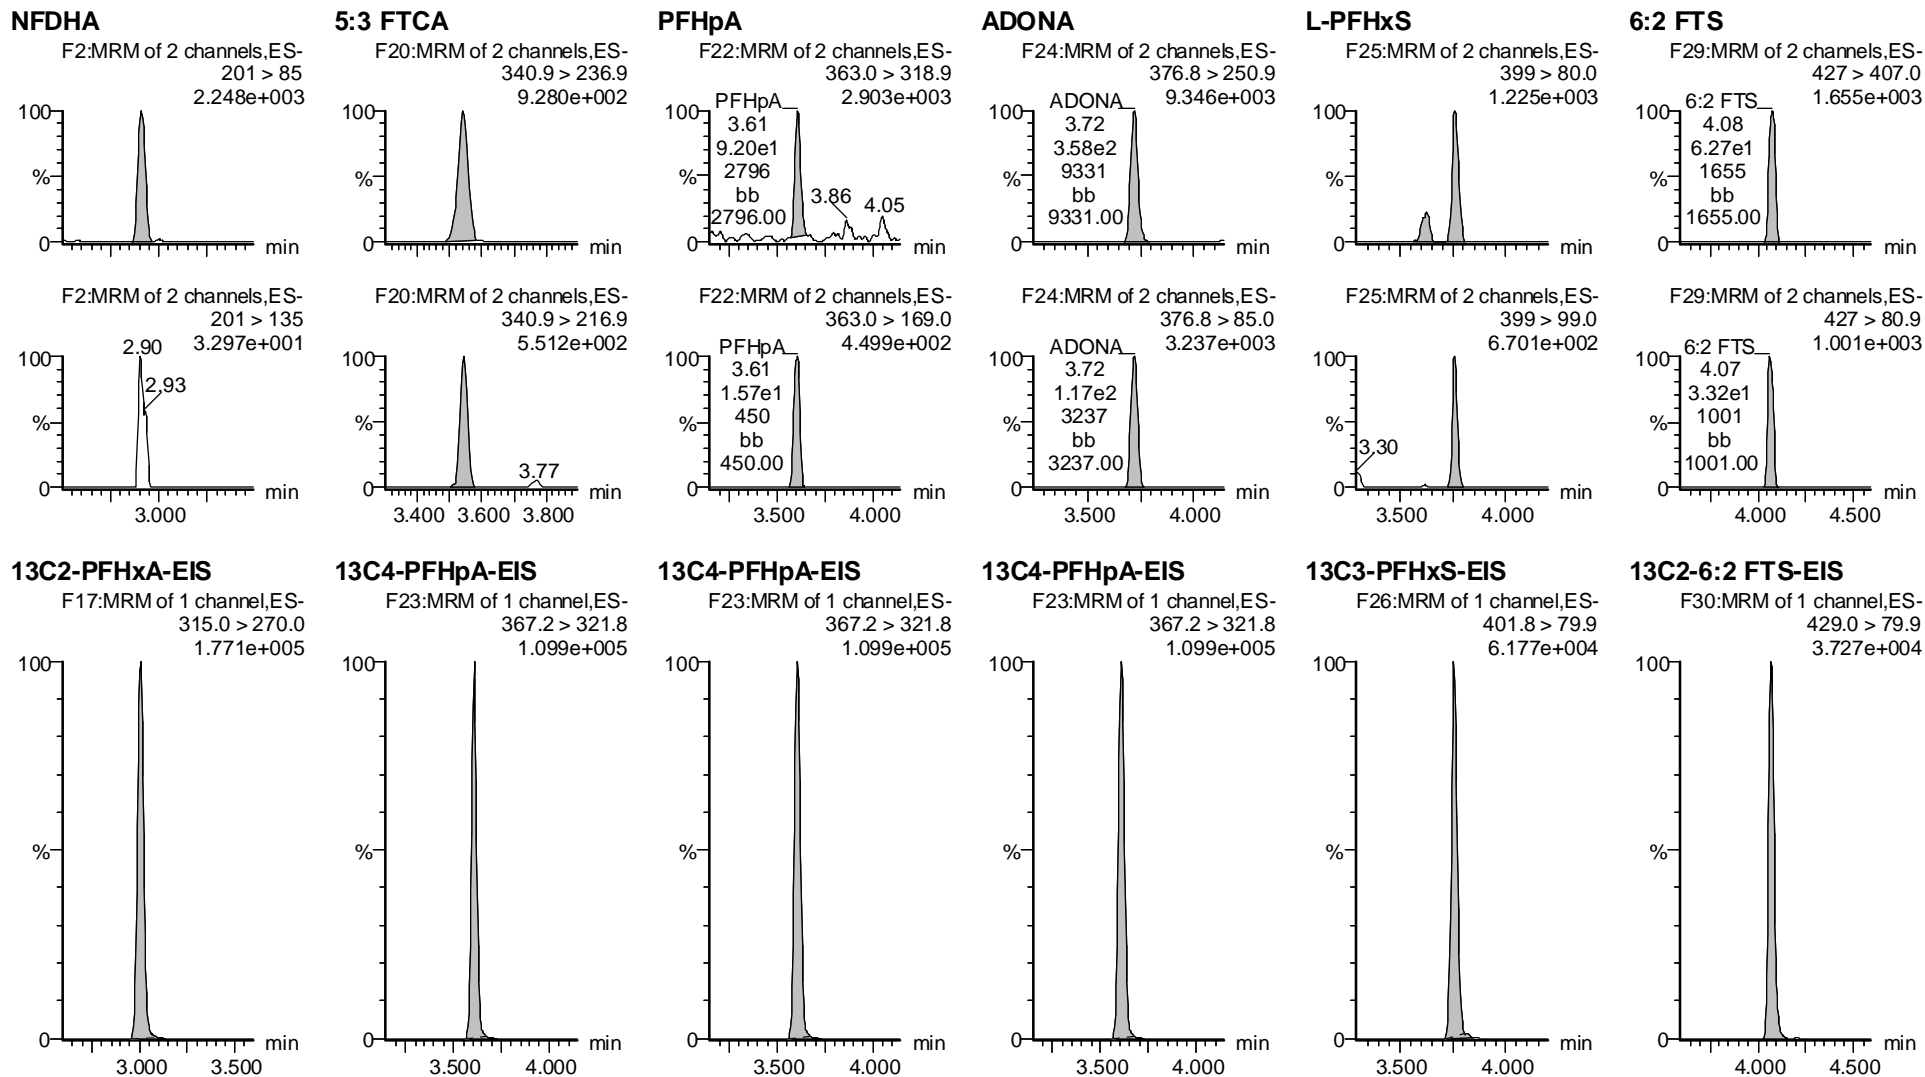 NFDHA
F2:MRM of 2 channels,ES-
201 > 85
2.248e+003
100
%
0
min
F2:MRM of 2 channels,ES-
201 > 135
3.297e+001
100
2.90
2.93
%
0
min
3.000
13C2-PFHxA-EIS
F17:MRM of 1 channel,ES-
315.0 > 270.0
1.771e+005
100
%
0
min
3.000 3.500
5:3 FTCA
F20:MRM of 2 channels,ES-
340.9 > 236.9
9.280e+002
100
%
0
min
F20:MRM of 2 channels,ES-
340.9 > 216.9
5.512e+002
100
%
3.77
0
min
3.400 3.600 3.800
13C4-PFHpA-EIS
F23:MRM of 1 channel,ES-
367.2 > 321.8
1.099e+005
100
%
0
min
3.500 4.000
PFHpA
F22:MRM of 2 channels,ES-
363.0 > 318.9
2.903e+003
100
PFHpA
3.61
9.20e1
2796
bb
2796.00
3.86
4.05
%
0
min
F22:MRM of 2 channels,ES-
363.0 > 169.0
4.499e+002
100
PFHpA
3.61
1.57e1
450
bb
450.00
%
0
min
3.500 4.000
13C4-PFHpA-EIS
F23:MRM of 1 channel,ES-
367.2 > 321.8
1.099e+005
100
%
0
min
3.500 4.000
ADONA
F24:MRM of 2 channels,ES-
376.8 > 250.9
9.346e+003
100
ADONA
3.72
3.58e2
9331
bb
9331.00
%
0
min
F24:MRM of 2 channels,ES-
376.8 > 85.0
3.237e+003
100
ADONA
3.72
1.17e2
3237
bb
3237.00
%
0
min
3.500 4.000
13C4-PFHpA-EIS
F23:MRM of 1 channel,ES-
367.2 > 321.8
1.099e+005
100
%
0
min
3.500 4.000
L-PFHxS
F25:MRM of 2 channels,ES-
399 > 80.0
1.225e+003
100
%
0
min
F25:MRM of 2 channels,ES-
399 > 99.0
6.701e+002
100
%
3.30
0
min
3.500 4.000
13C3-PFHxS-EIS
F26:MRM of 1 channel,ES-
401.8 > 79.9
6.177e+004
100
%
0
min
3.500 4.000
6:2 FTS
F29:MRM of 2 channels,ES-
427 > 407.0
1.655e+003
100
6:2 FTS
4.08
6.27e1
1655
bb
1655.00
%
0
min
F29:MRM of 2 channels,ES-
427 > 80.9
1.001e+003
100
6:2 FTS
4.07
3.32e1
1001
bb
1001.00
%
0
min
4.000 4.500
13C2-6:2 FTS-EIS
F30:MRM of 1 channel,ES-
429.0 > 79.9
3.727e+004
100
%
0
min
4.000 4.500